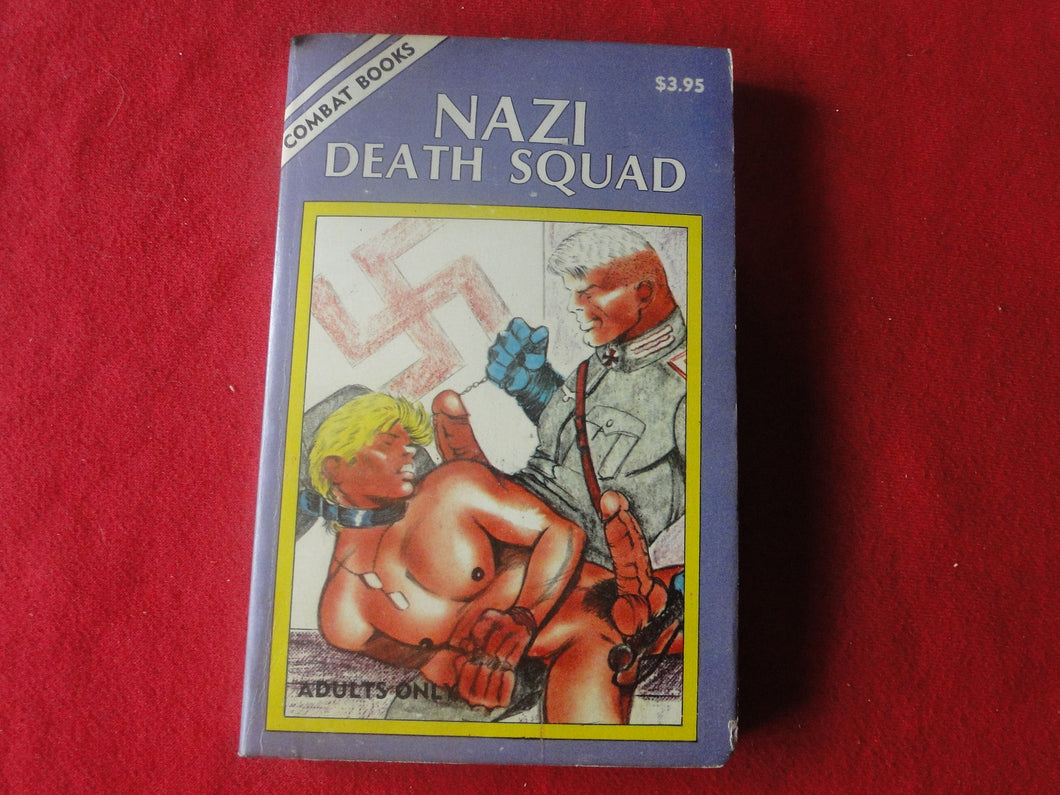 COMBAT BOOKS
$3.95
NAZI
DEATH SQUAD
ADULTS ONLY